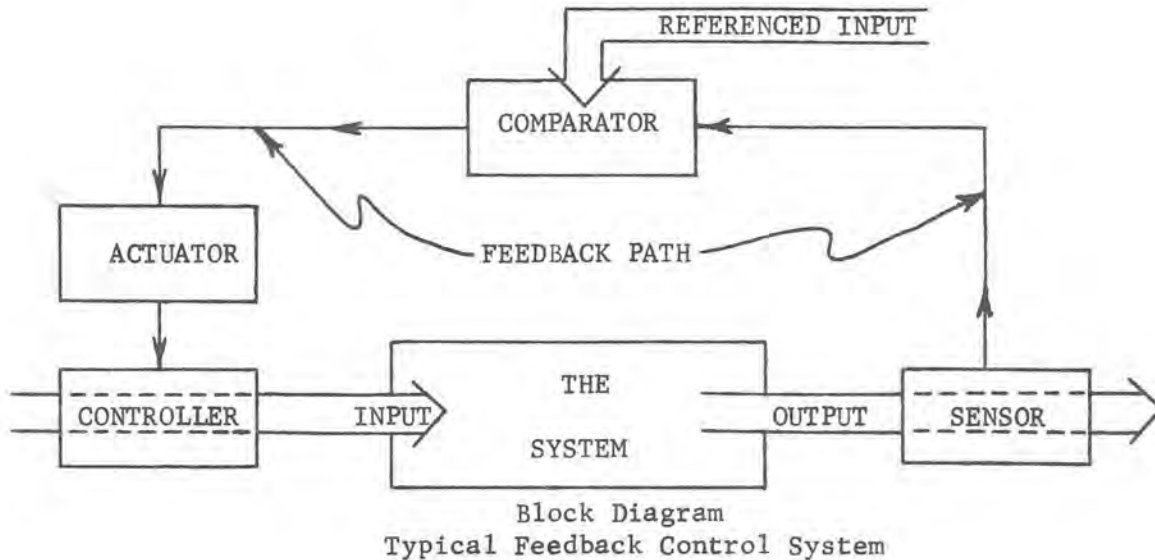 REFERENCED INPUT
COMPARATOR
ACTUATOR
FEEDBACK PATH
CONTROLLER
INPUT
THE
SYSTEM
OUTPUT
SENSOR
Block Diagram
Typical Feedback Control System